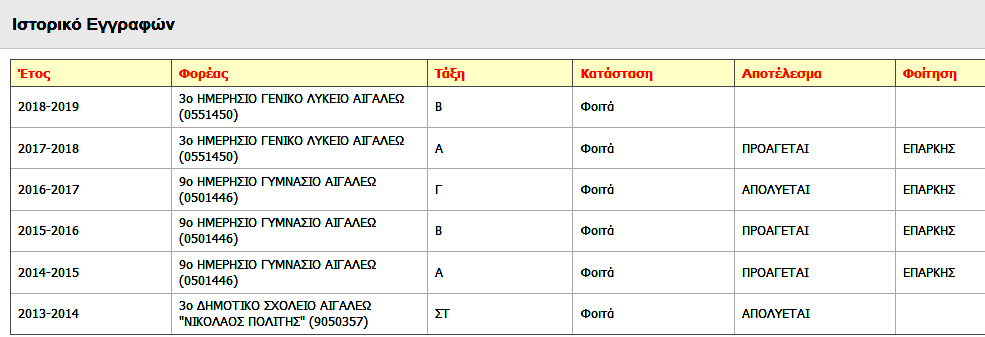 Ιστορικό Εγγραφών
Έτος Φορέας Τάξη Κατάσταση Αποτέλεσμα Φοίτηση
2018-2019 3ο ΗΜΕΡΗΣΙΟ ΓΕΝΙΚΟ ΛΥΚΕΙΟ ΑΙΓΑΛΕΩ (0551450) Β Φοιτά
2017-2018 3ο ΗΜΕΡΗΣΙΟ ΓΕΝΙΚΟ ΛΥΚΕΙΟ ΑΙΓΑΛΕΩ (0551450) Α Φοιτά ΠΡΟΑΓΕΤΑΙ ΕΠΑΡΚΗΣ
2016-2017 9ο ΗΜΕΡΗΣΙΟ ΓΥΜΝΑΣΙΟ ΑΙΓΑΛΕΩ (0501446) Γ Φοιτά ΑΠΟΛΥΕΤΑΙ ΕΠΑΡΚΗΣ
2015-2016 9ο ΗΜΕΡΗΣΙΟ ΓΥΜΝΑΣΙΟ ΑΙΓΑΛΕΩ (0501446) Β Φοιτά ΠΡΟΑΓΕΤΑΙ ΕΠΑΡΚΗΣ
2014-2015 9ο ΗΜΕΡΗΣΙΟ ΓΥΜΝΑΣΙΟ ΑΙΓΑΛΕΩ (0501446) Α Φοιτά ΠΡΟΑΓΕΤΑΙ ΕΠΑΡΚΗΣ
2013-2014 3ο ΔΗΜΟΤΙΚΟ ΣΧΟΛΕΙΟ ΑΙΓΑΛΕΩ "ΝΙΚΟΛΑΟΣ ΠΟΛΙΤΗΣ" (9050357) ΣΤ Φοιτά ΑΠΟΛΥΕΤΑΙ